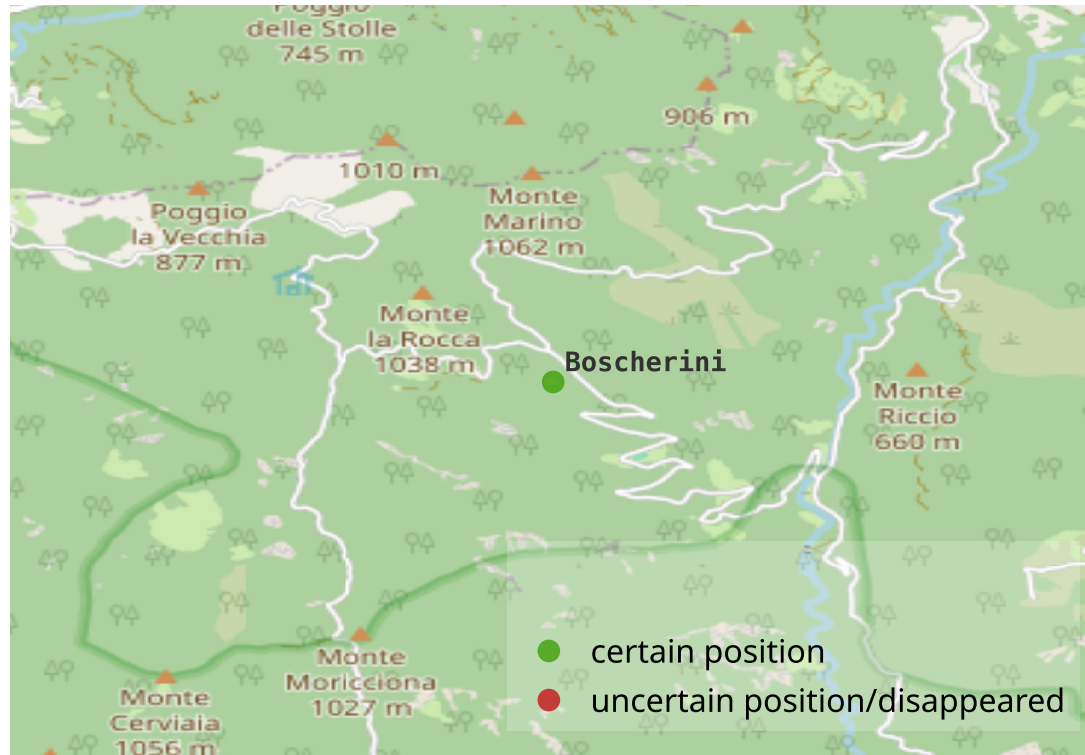 Poggio
delle Stolle
745 m
906 m
1010 m
Monte
Marino
1062 m
Poggio
la Vecchia
877 m
Monte
la Rocca
1038 m
Boscherini
Monte
Riccio
660 m
certain position
uncertain position/disappeared
Monte
Moricciona
1027 m
Monte
Cerviaia
1056 m